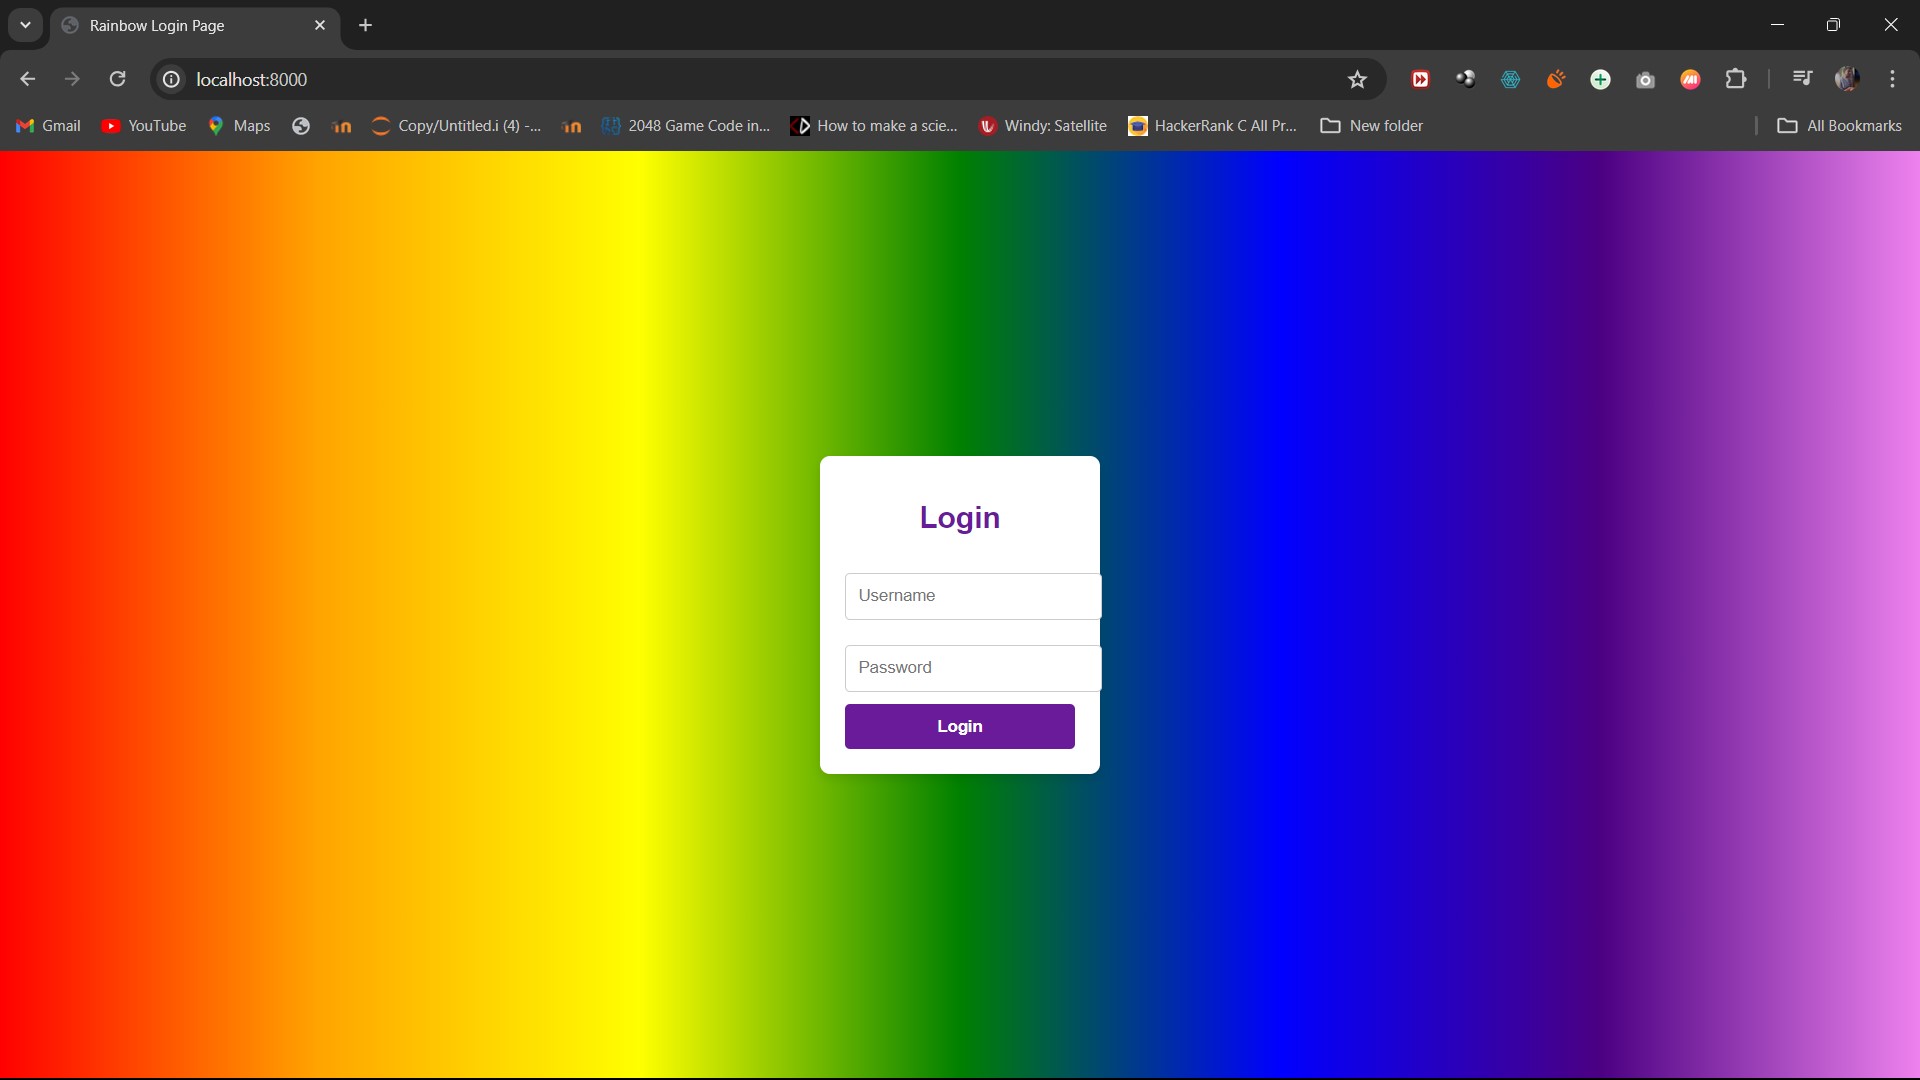 Rainbow Login Page
localhost:8000
Gmail
YouTube
Maps
Copy/Untitled.i (4) -...
2048 Game Code in...
How to make a scie...
Windy: Satellite
HackerRank C All Pr...
New folder
All Bookmarks
Login
Username
Password
Login